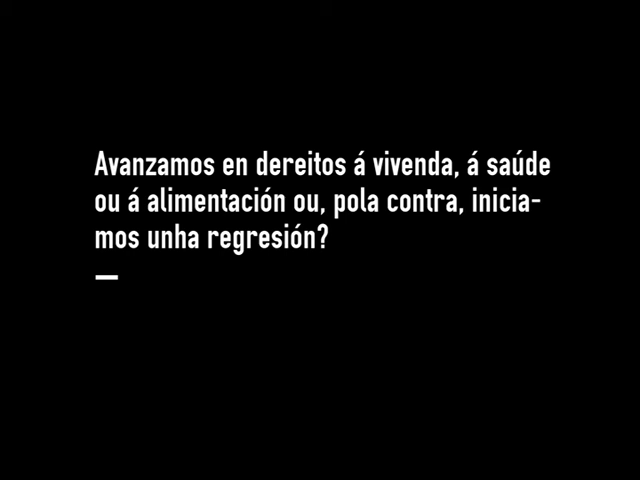 Avanzamos en dereitos á vivenda, á saúde
ou á alimentación ou, pola contra, inicia-
mos unha regresión?